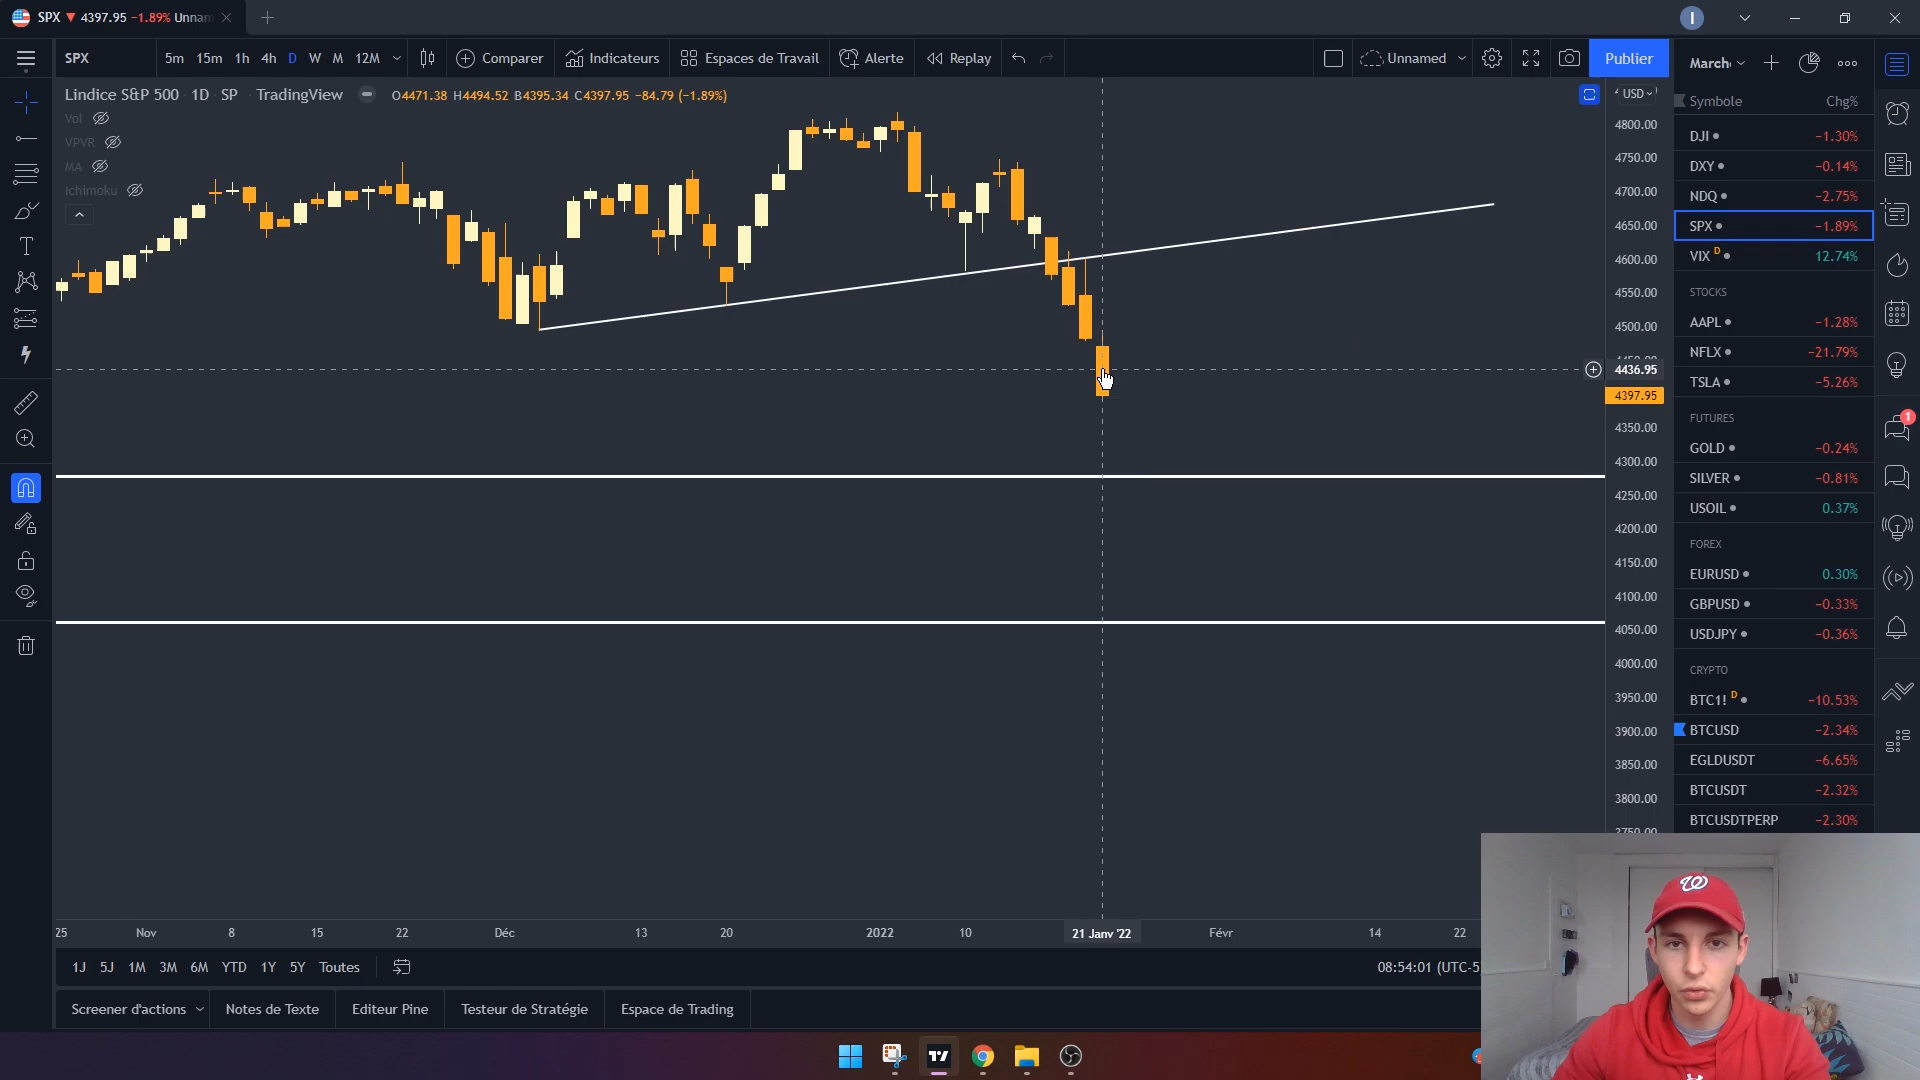 SPX ▼ 4397.95 −1.89% Unnam
I
SPX 5m 15m 1h 4h D W M 12M Comparer Indicateurs Espaces de Travail Alerte Replay Unnamed Publier
March
Lindice S&P 500 · 1D · SP · TradingView O4471.38 H4494.52 B4395.34 C4397.95 −84.79 (−1.89%)
Vol
VPVR
MA
Ichimoku
USD
4800.00
4750.00
4700.00
4650.00
4600.00
4550.00
4500.00
4450.00
4436.95
4397.95
4350.00
4300.00
4250.00
4200.00
4150.00
4100.00
4050.00
4000.00
3950.00
3900.00
3850.00
3800.00
3750.00
Symbole Chg%
DJI −1.30%
DXY −0.14%
NDQ −2.75%
SPX −1.89%
VIX D 12.74%
STOCKS
AAPL −1.28%
NFLX −21.79%
TSLA −5.26%
FUTURES
GOLD −0.24%
SILVER −0.81%
USOIL 0.37%
FOREX
EURUSD 0.30%
GBPUSD −0.33%
USDJPY −0.36%
CRYPTO
BTC1! D −10.53%
BTCUSD −2.34%
EGLDUSDT −6.65%
BTCUSDT −2.32%
BTCUSDTPERP −2.30%
1
25 Nov 8 15 22 Déc 13 20 2022 10 21 Janv '22 Févr 14 22
1J 5J 1M 3M 6M YTD 1Y 5Y Toutes 08:54:01 (UTC-5
Screener d'actions Notes de Texte Editeur Pine Testeur de Stratégie Espace de Trading
W